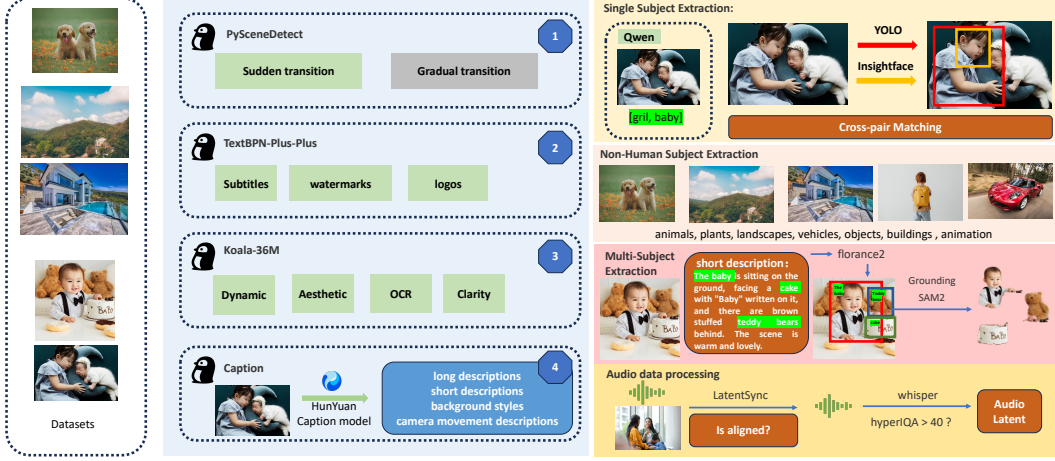 Datasets
PySceneDetect
1
Sudden transition
Gradual transition
TextBPN-Plus-Plus
2
Subtitles
watermarks
logos
Koala-36M
3
Dynamic
Aesthetic
OCR
Clarity
Caption
4
HunYuan
Caption model
long descriptions
short descriptions
background styles
camera movement descriptions
Single Subject Extraction:
Qwen
[gril, baby]
YOLO
Insightface
Cross-pair Matching
Non-Human Subject Extraction
animals, plants, landscapes, vehicles, objects, buildings , animation
Multi-Subject
Extraction
short description:
The baby is sitting on the
ground, facing a cake
with "Baby" written on it,
and there are brown
stuffed teddy bears
behind. The scene is
warm and lovely.
florance2
Grounding
SAM2
Audio data processing
LatentSync
Is aligned?
whisper
hyperIQA > 40 ?
Audio
Latent